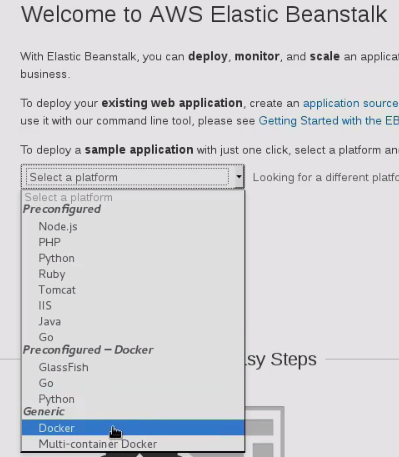 Welcome to AWS Elastic Beanstalk
With Elastic Beanstalk, you can deploy, monitor, and scale an applicat
business.
To deploy your existing web application, create an application source
use it with our command line tool, please see Getting Started with the EB
To deploy a sample application with just one click, select a platform an
Select a platform
Looking for a different platfo
Select a platform
Preconfigured
Node.js
PHP
Python
Ruby
Tomcat
IIS
Java
Go
Preconfigured – Docker
GlassFish
Go
Python
Generic
Docker
Multi-container Docker
sy Steps